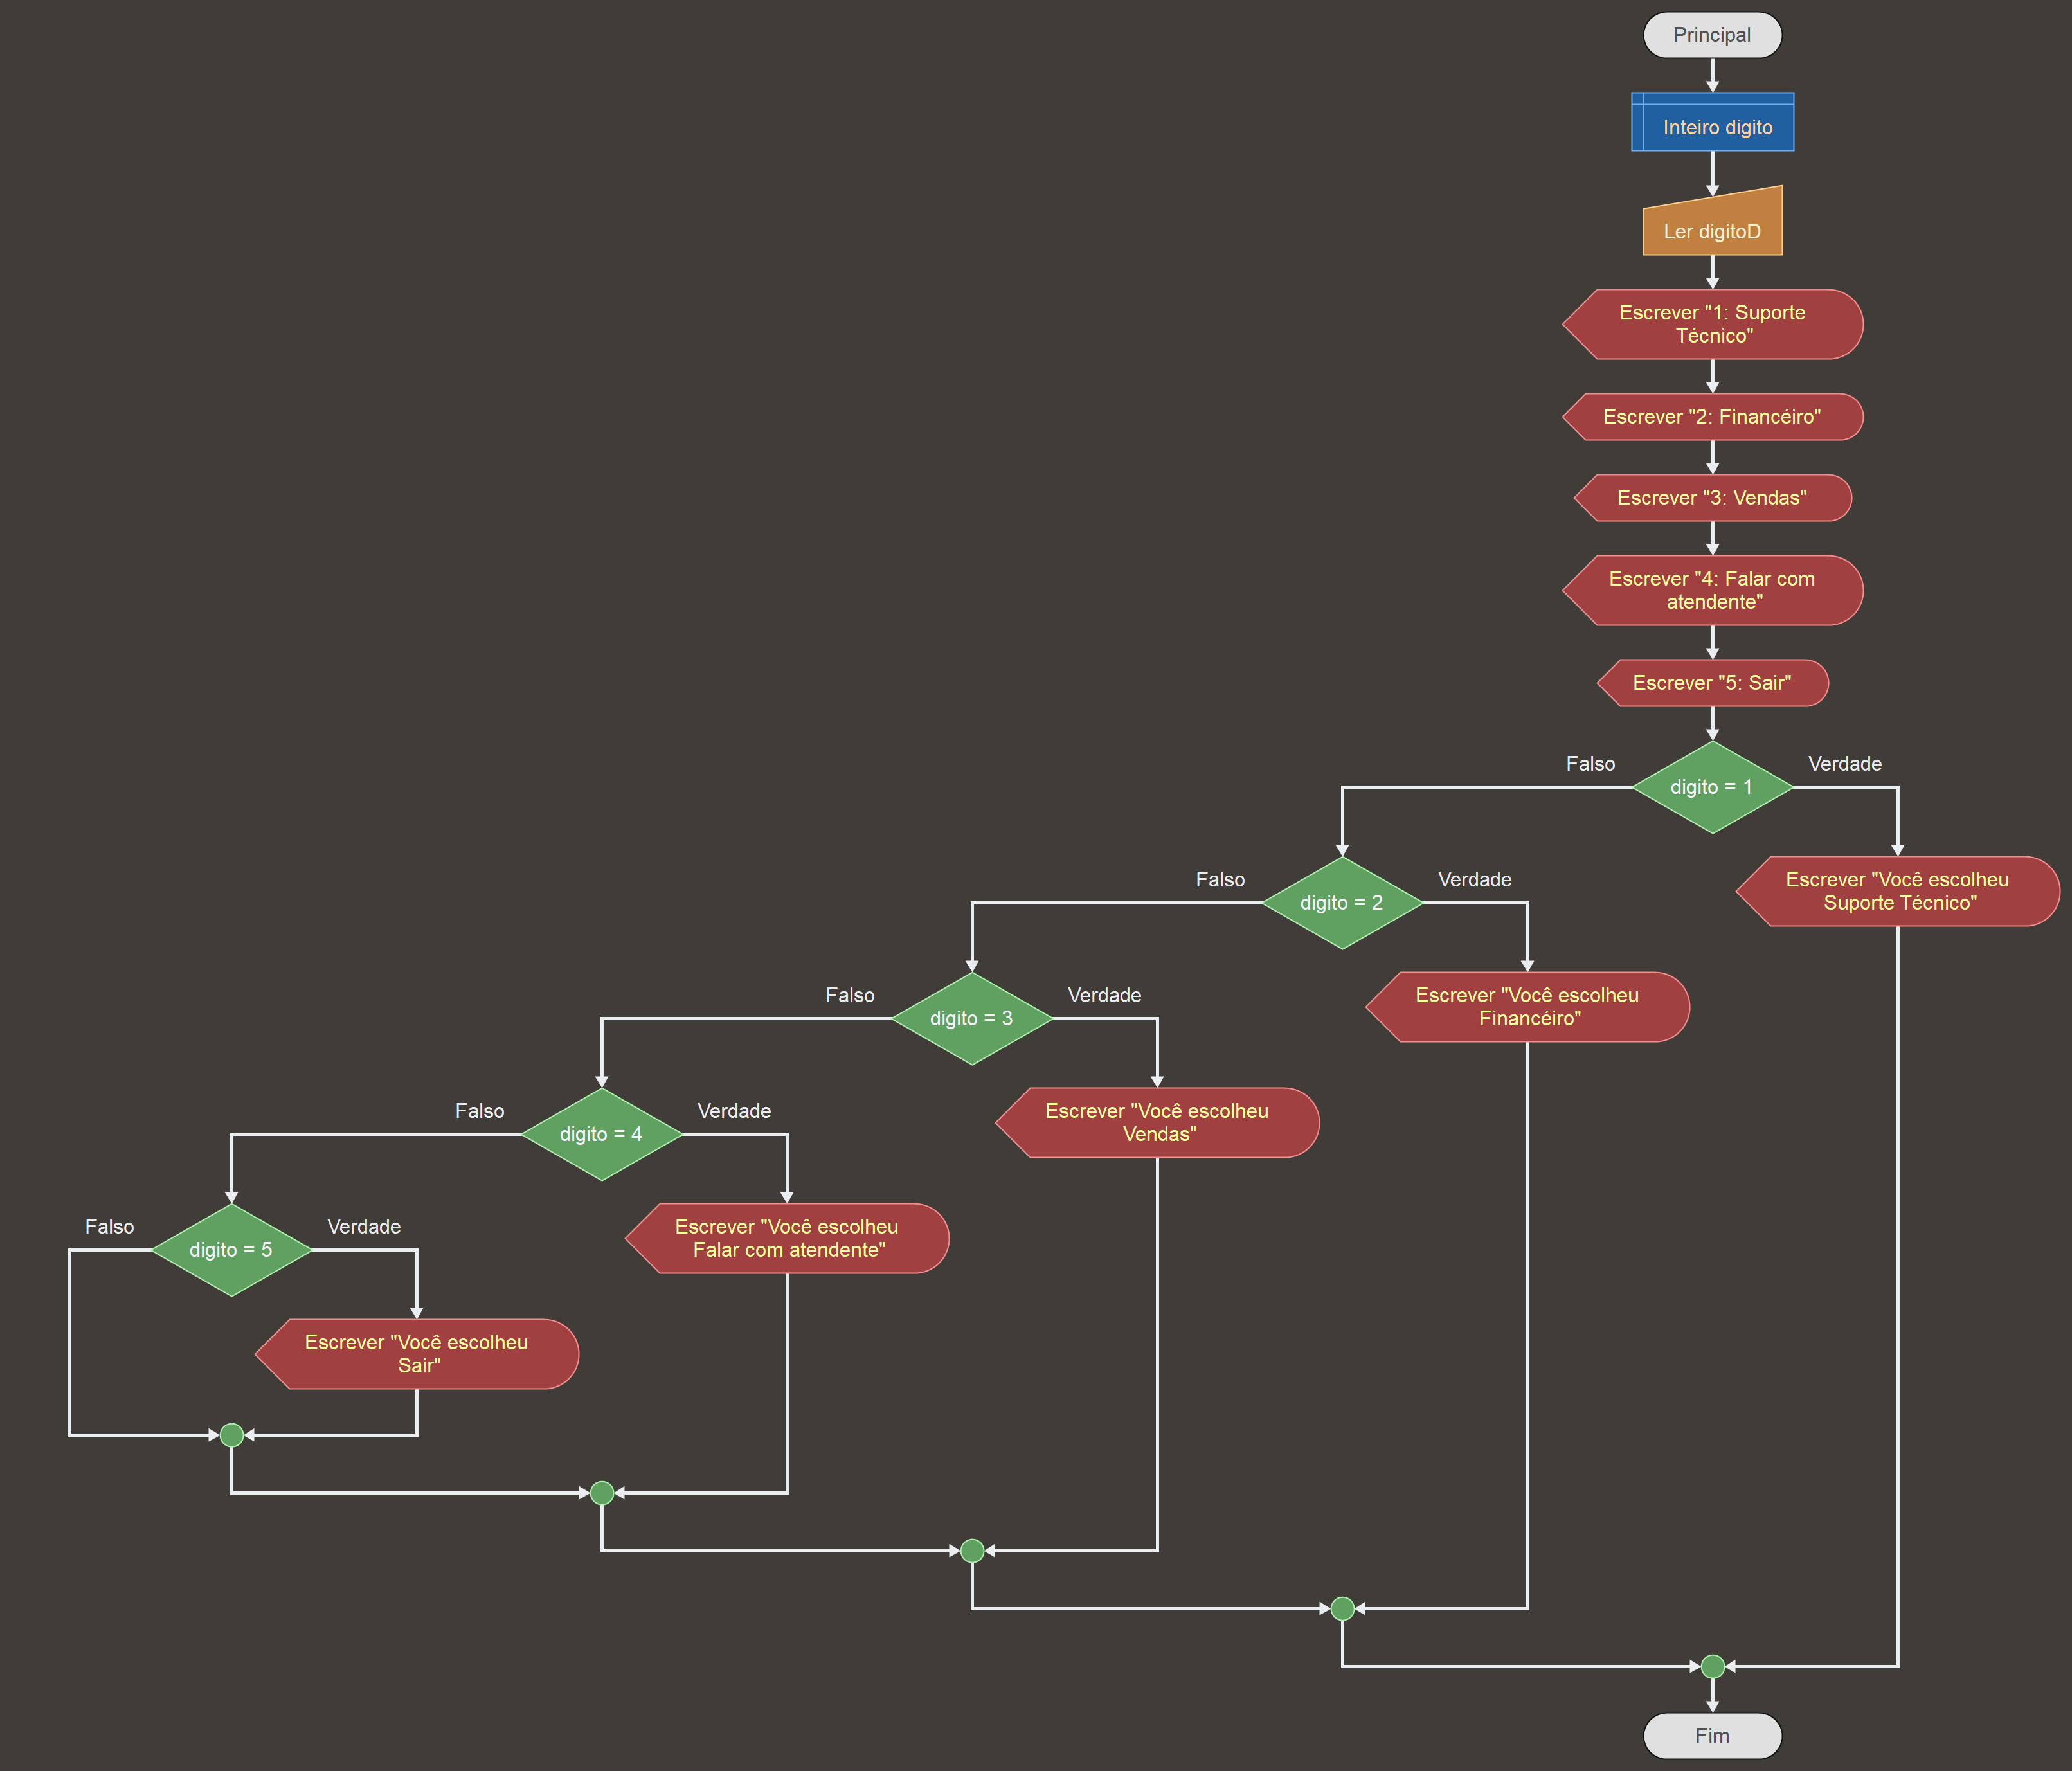 Principal
Inteiro digito
Ler digitoD
Escrever "1: Suporte
Técnico"
Escrever "2: Financéiro"
Escrever "3: Vendas"
Escrever "4: Falar com
atendente"
Escrever "5: Sair"
Falso
digito = 1
Verdade
Escrever "Você escolheu
Suporte Técnico"
Falso
digito = 2
Verdade
Escrever "Você escolheu
Financéiro"
Falso
digito = 3
Verdade
Escrever "Você escolheu
Vendas"
Falso
digito = 4
Verdade
Escrever "Você escolheu
Falar com atendente"
Falso
digito = 5
Verdade
Escrever "Você escolheu
Sair"
Fim